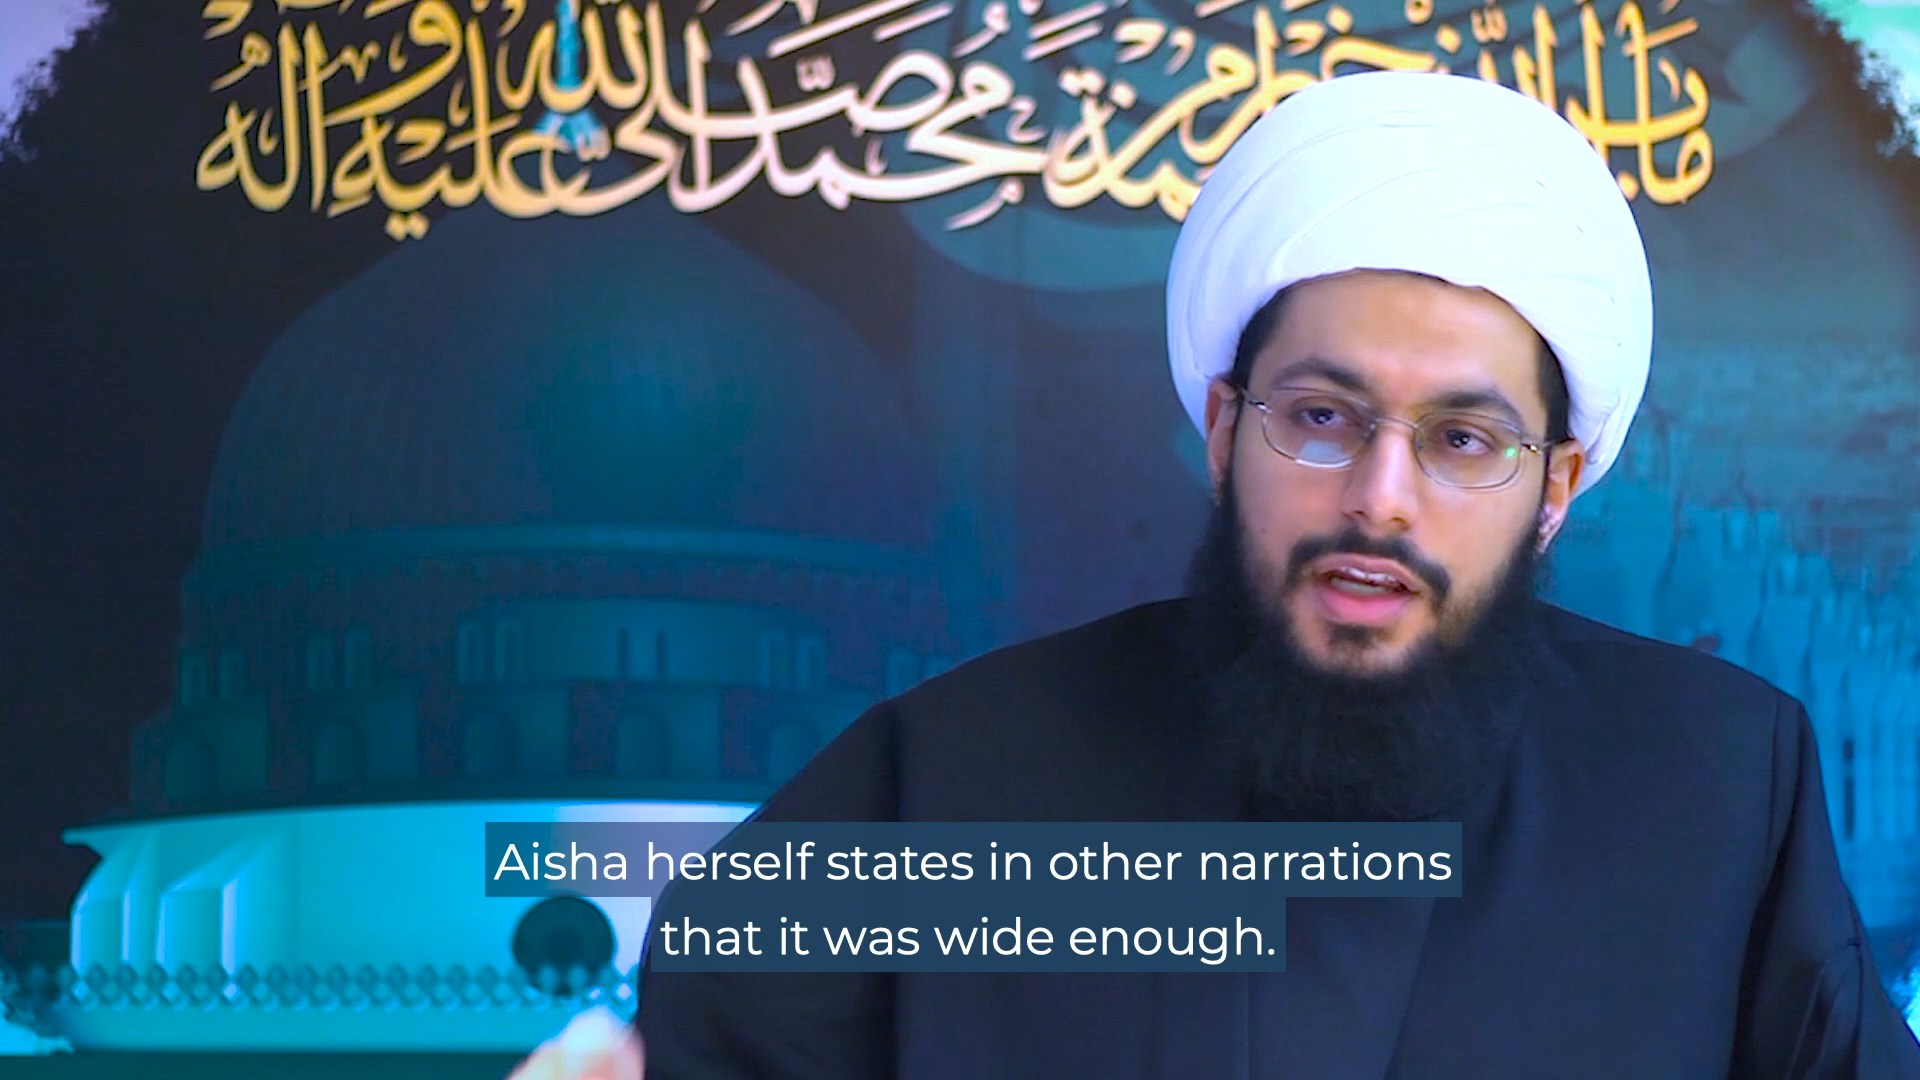 محمد صلى الله عليه وآله
Aisha herself states in other narrations
that it was wide enough.